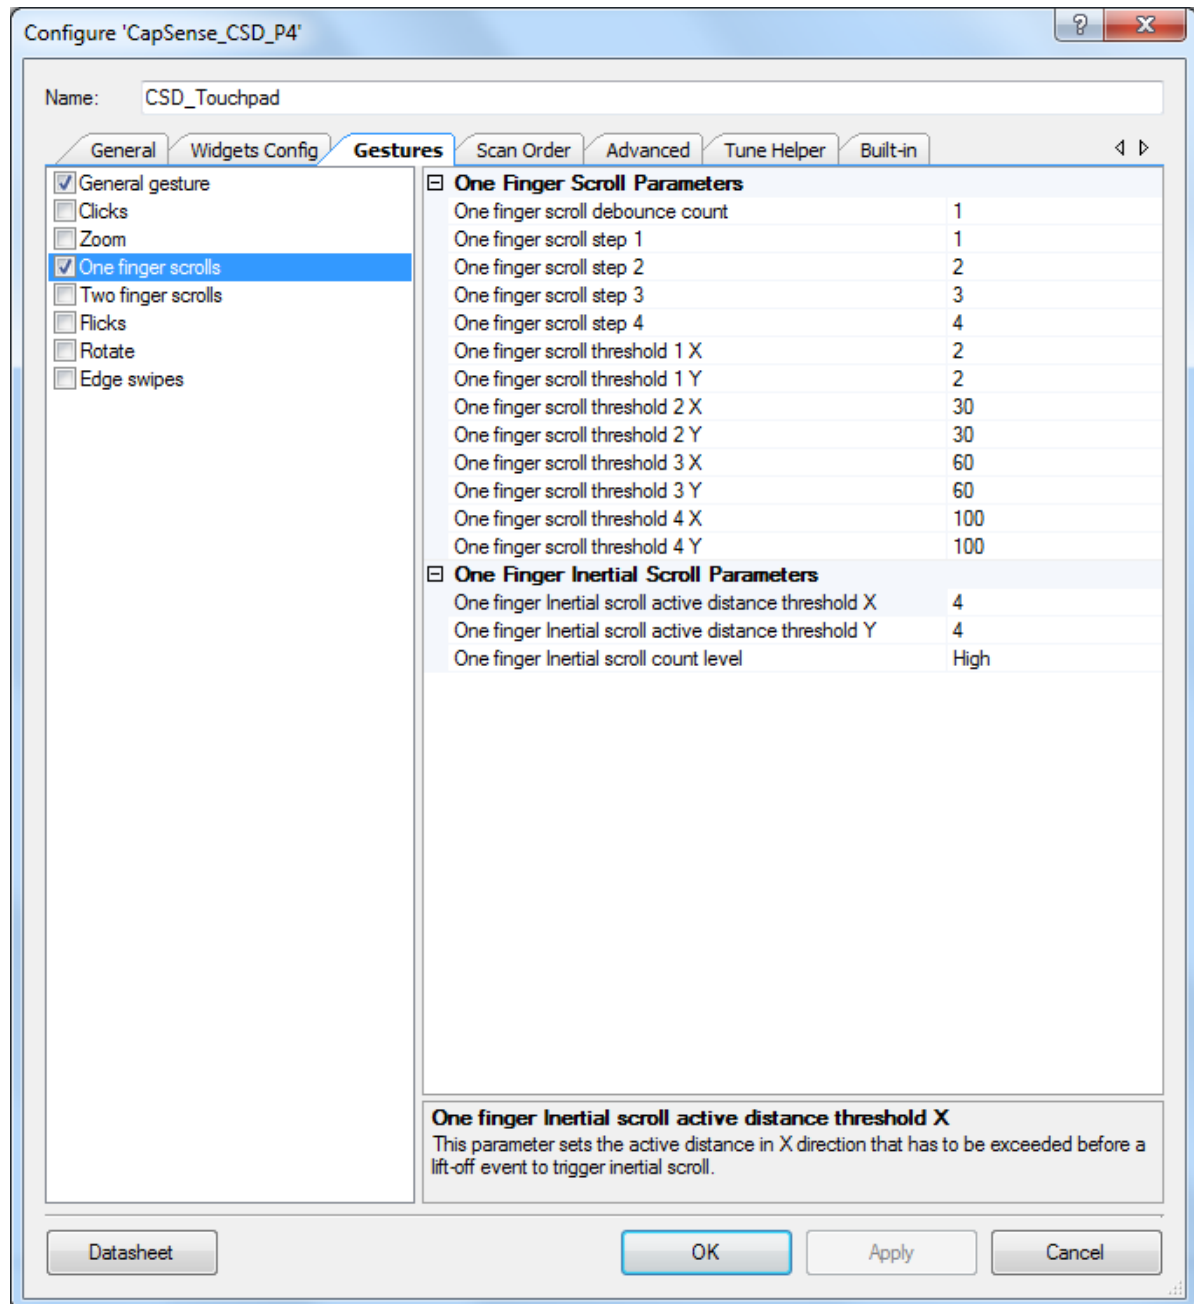 Configure 'CapSense_CSD_P4'
Name: CSD_Touchpad
General Widgets Config Gestures Scan Order Advanced Tune Helper Built-in
General gesture
Clicks
Zoom
One finger scrolls
Two finger scrolls
Flicks
Rotate
Edge swipes
One Finger Scroll Parameters
One finger scroll debounce count 1
One finger scroll step 1 1
One finger scroll step 2 2
One finger scroll step 3 3
One finger scroll step 4 4
One finger scroll threshold 1 X 2
One finger scroll threshold 1 Y 2
One finger scroll threshold 2 X 30
One finger scroll threshold 2 Y 30
One finger scroll threshold 3 X 60
One finger scroll threshold 3 Y 60
One finger scroll threshold 4 X 100
One finger scroll threshold 4 Y 100
One Finger Inertial Scroll Parameters
One finger Inertial scroll active distance threshold X 4
One finger Inertial scroll active distance threshold Y 4
One finger Inertial scroll count level High
One finger Inertial scroll active distance threshold X
This parameter sets the active distance in X direction that has to be exceeded before a
lift-off event to trigger inertial scroll.
Datasheet OK Apply Cancel